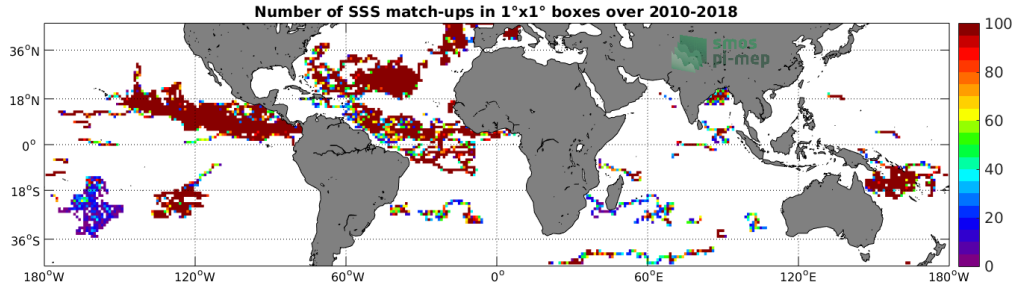 Number of SSS match-ups in 1°x1° boxes over 2010-2018
smos
pi-mep
36°N
18°N
0°
18°S
36°S
180°W
120°W
60°W
0°
60°E
120°E
180°W
100
80
60
40
20
0